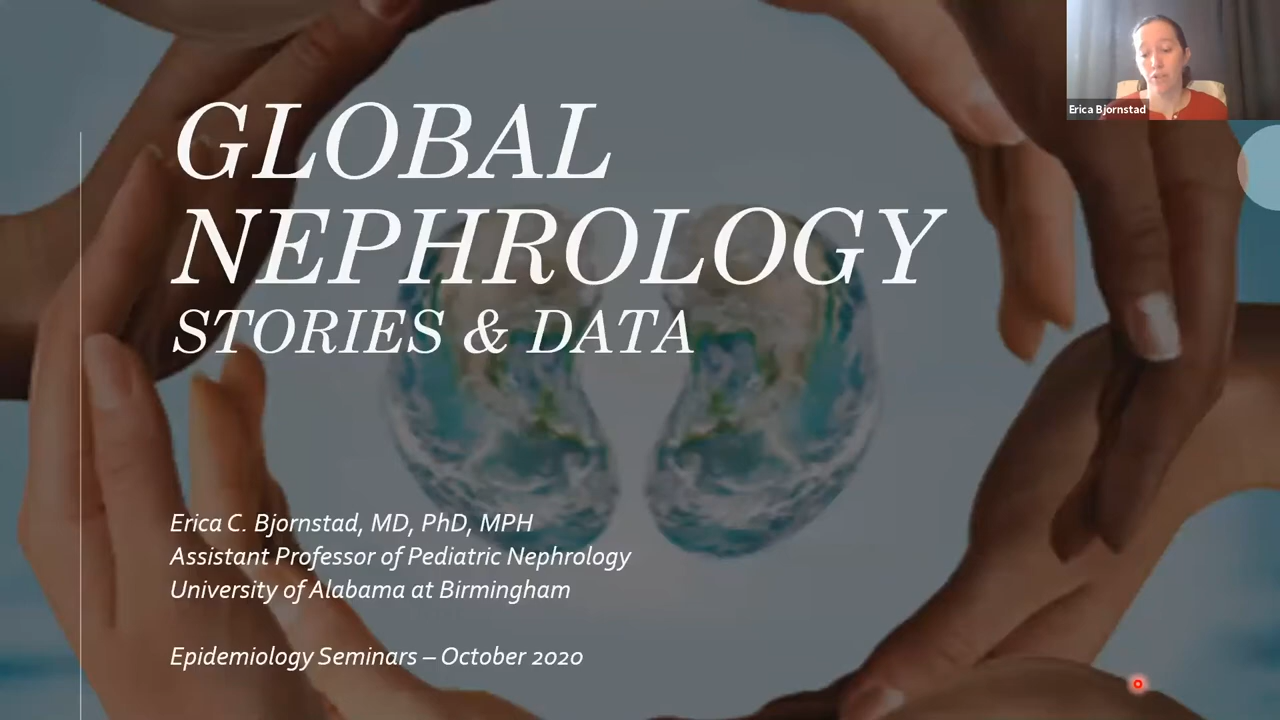 Erica Bjornstad
GLOBAL
NEPHROLOGY
STORIES & DATA
Erica C. Bjornstad, MD, PhD, MPH
Assistant Professor of Pediatric Nephrology
University of Alabama at Birmingham
Epidemiology Seminars – October 2020